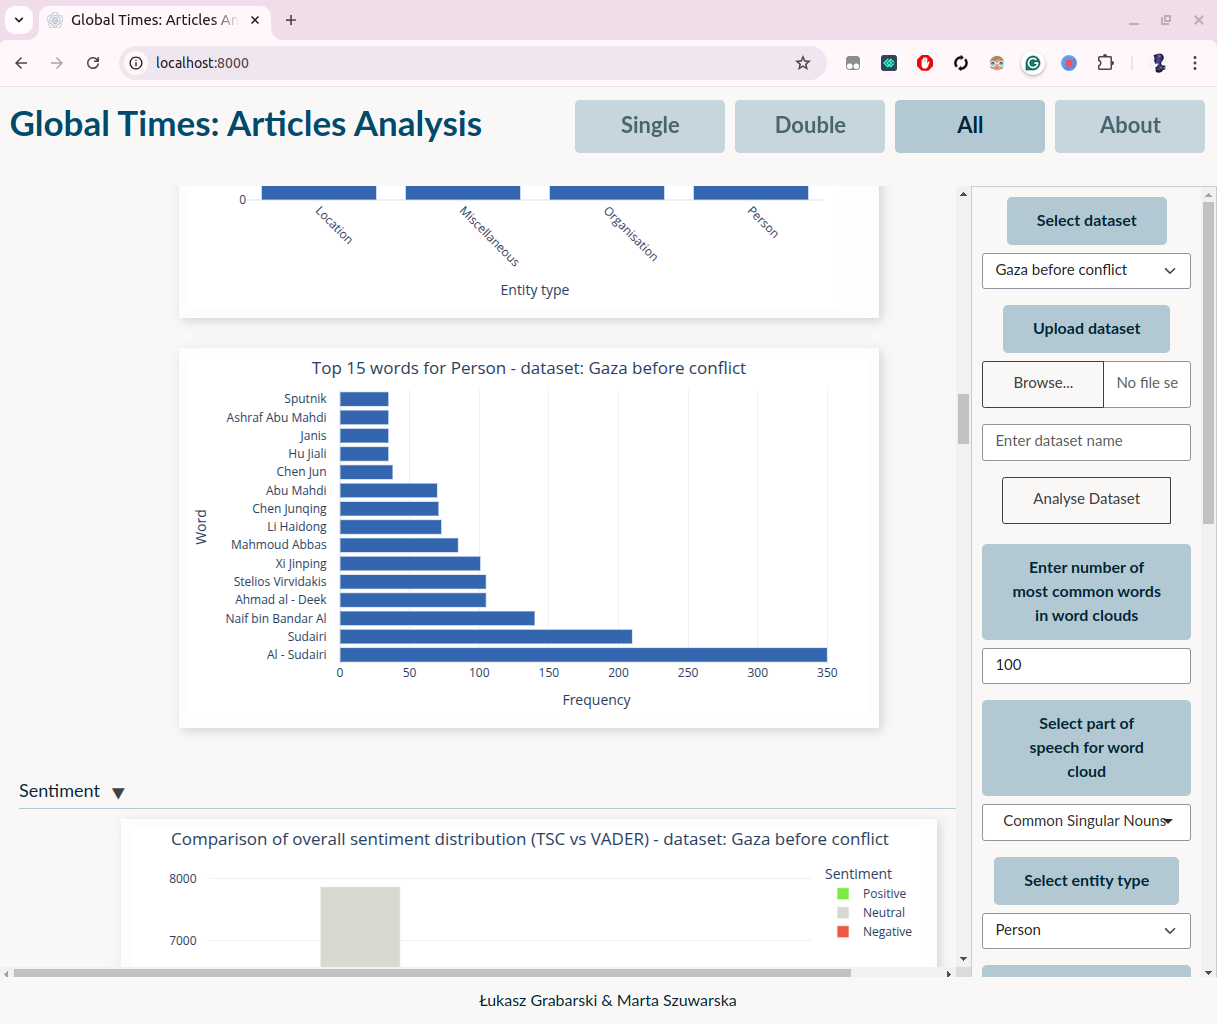 Global Times: Articles An
localhost:8000
Global Times: Articles Analysis
Single
Double
All
About
0
Location
Miscellaneous
Organisation
Person
Entity type
Top 15 words for Person - dataset: Gaza before conflict
Word
Sputnik
Ashraf Abu Mahdi
Janis
Hu Jiali
Chen Jun
Abu Mahdi
Chen Junqing
Li Haidong
Mahmoud Abbas
Xi Jinping
Stelios Virvidakis
Ahmad al - Deek
Naif bin Bandar Al
Sudairi
Al - Sudairi
0 50 100 150 200 250 300 350
Frequency
Sentiment ▼
Comparison of overall sentiment distribution (TSC vs VADER) - dataset: Gaza before conflict
8000
7000
Sentiment
Positive
Neutral
Negative
Select dataset
Gaza before conflict
Upload dataset
Browse... No file se
Enter dataset name
Analyse Dataset
Enter number of
most common words
in word clouds
100
Select part of
speech for word
cloud
Common Singular Nouns
Select entity type
Person
Łukasz Grabarski & Marta Szuwarska